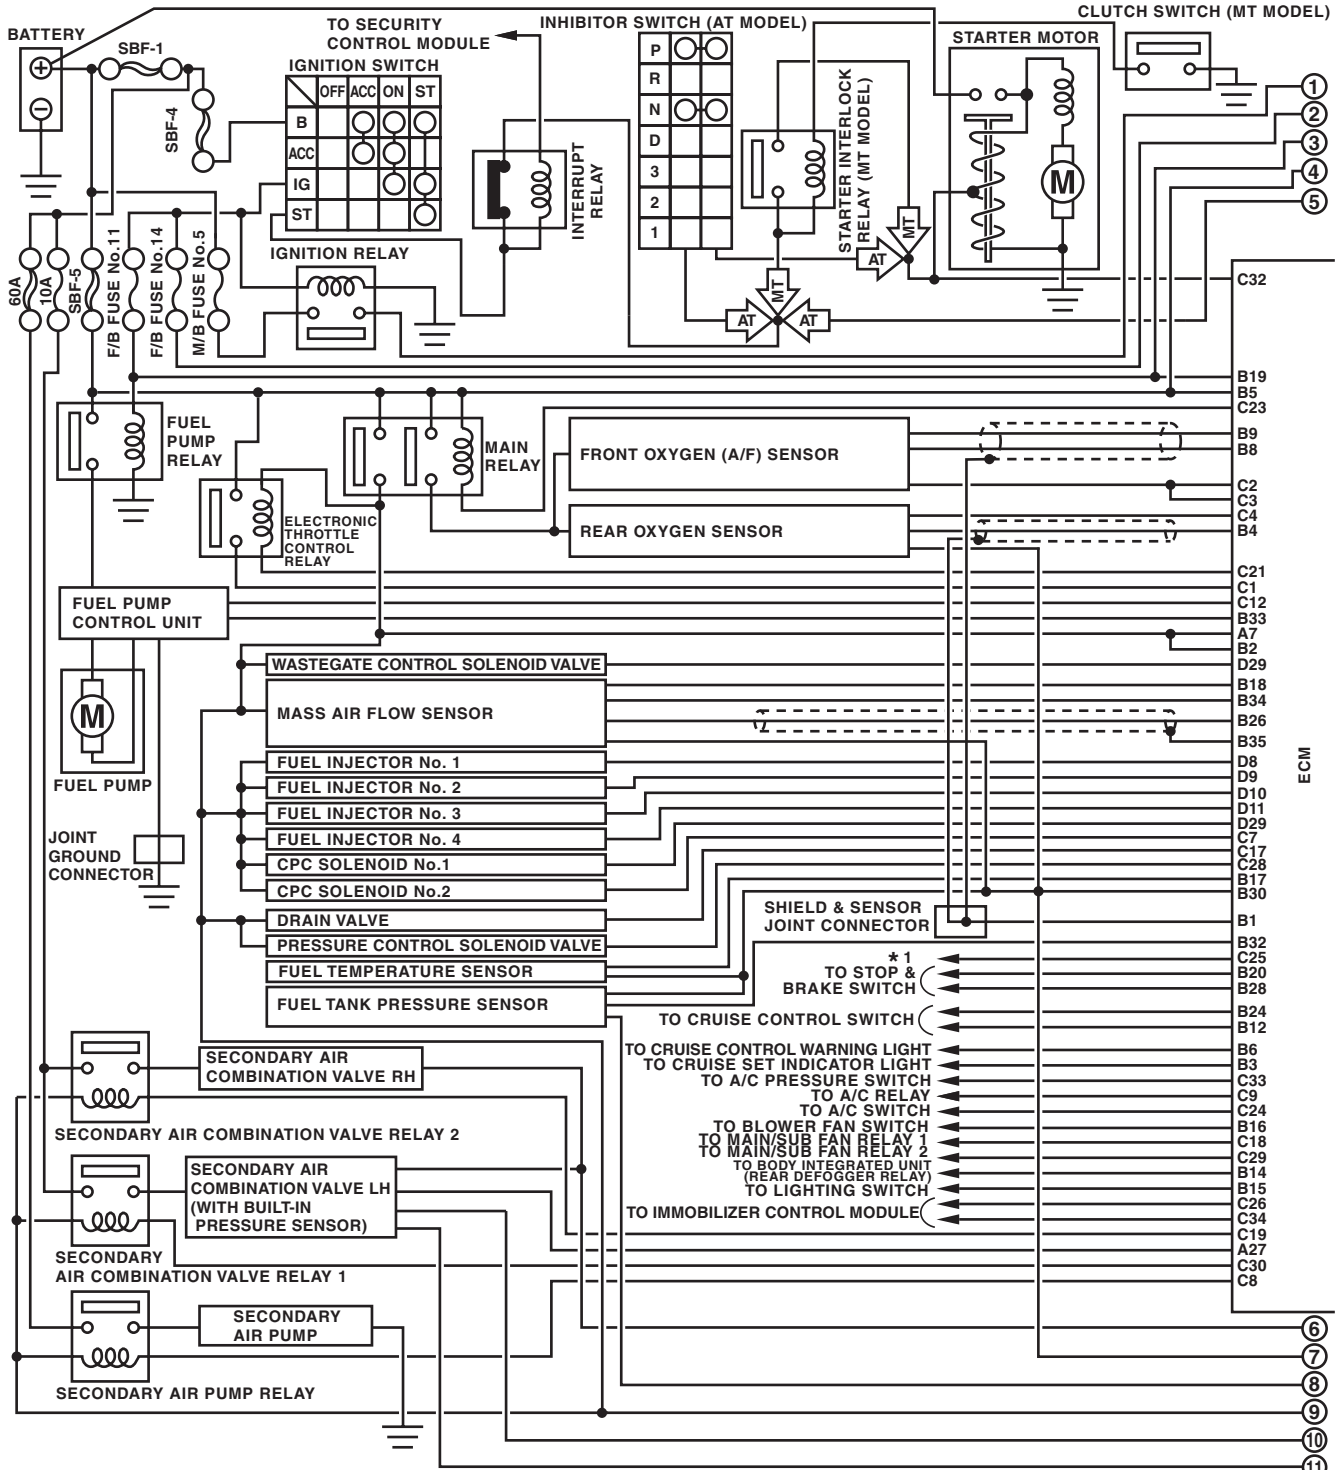 BATTERY
SBF-1
SBF-4
TO SECURITY
CONTROL MODULE
IGNITION SWITCH
OFF ACC ON ST
B
ACC
IG
ST
INTERRUPT
RELAY
INHIBITOR SWITCH (AT MODEL)
P
R
N
D
3
2
1
STARTER INTERLOCK
RELAY (MT MODEL)
STARTER MOTOR
M
CLUTCH SWITCH (MT MODEL)
1
2
3
4
5
MT
AT
MT
AT
AT
60A
10A
SBF-5
F/B FUSE No.11
F/B FUSE No.14
M/B FUSE No.5
IGNITION RELAY
FUEL
PUMP
RELAY
MAIN
RELAY
ELECTRONIC
THROTTLE
CONTROL
RELAY
FRONT OXYGEN (A/F) SENSOR
REAR OXYGEN SENSOR
FUEL PUMP
CONTROL UNIT
M
FUEL PUMP
JOINT
GROUND
CONNECTOR
WASTEGATE CONTROL SOLENOID VALVE
MASS AIR FLOW SENSOR
FUEL INJECTOR No. 1
FUEL INJECTOR No. 2
FUEL INJECTOR No. 3
FUEL INJECTOR No. 4
CPC SOLENOID No.1
CPC SOLENOID No.2
DRAIN VALVE
PRESSURE CONTROL SOLENOID VALVE
FUEL TEMPERATURE SENSOR
FUEL TANK PRESSURE SENSOR
SHIELD & SENSOR
JOINT CONNECTOR
*1
TO STOP &
BRAKE SWITCH
TO CRUISE CONTROL SWITCH
TO CRUISE CONTROL WARNING LIGHT
TO CRUISE SET INDICATOR LIGHT
TO A/C PRESSURE SWITCH
TO A/C RELAY
TO A/C SWITCH
TO BLOWER FAN SWITCH
TO MAIN/SUB FAN RELAY 1
TO MAIN/SUB FAN RELAY 2
TO BODY INTEGRATED UNIT
(REAR DEFOGGER RELAY)
TO LIGHTING SWITCH
TO IMMOBILIZER CONTROL MODULE
SECONDARY AIR
COMBINATION VALVE RH
SECONDARY AIR COMBINATION VALVE RELAY 2
SECONDARY AIR
COMBINATION VALVE LH
(WITH BUILT-IN
PRESSURE SENSOR)
SECONDARY
AIR COMBINATION VALVE RELAY 1
SECONDARY
AIR PUMP
SECONDARY AIR PUMP RELAY
C32
B19
B5
C23
B9
B8
C2
C3
C4
B4
C21
C1
C12
B33
A7
B2
D29
B18
B34
B26
B35
D8
D9
D10
D11
D29
C7
C17
C28
B17
B30
B1
B32
C25
B20
B28
B24
B12
B6
B3
C33
C9
C24
B16
C18
C29
B14
B15
C26
C34
C19
A27
C30
C8
ECM
6
7
8
9
10
11